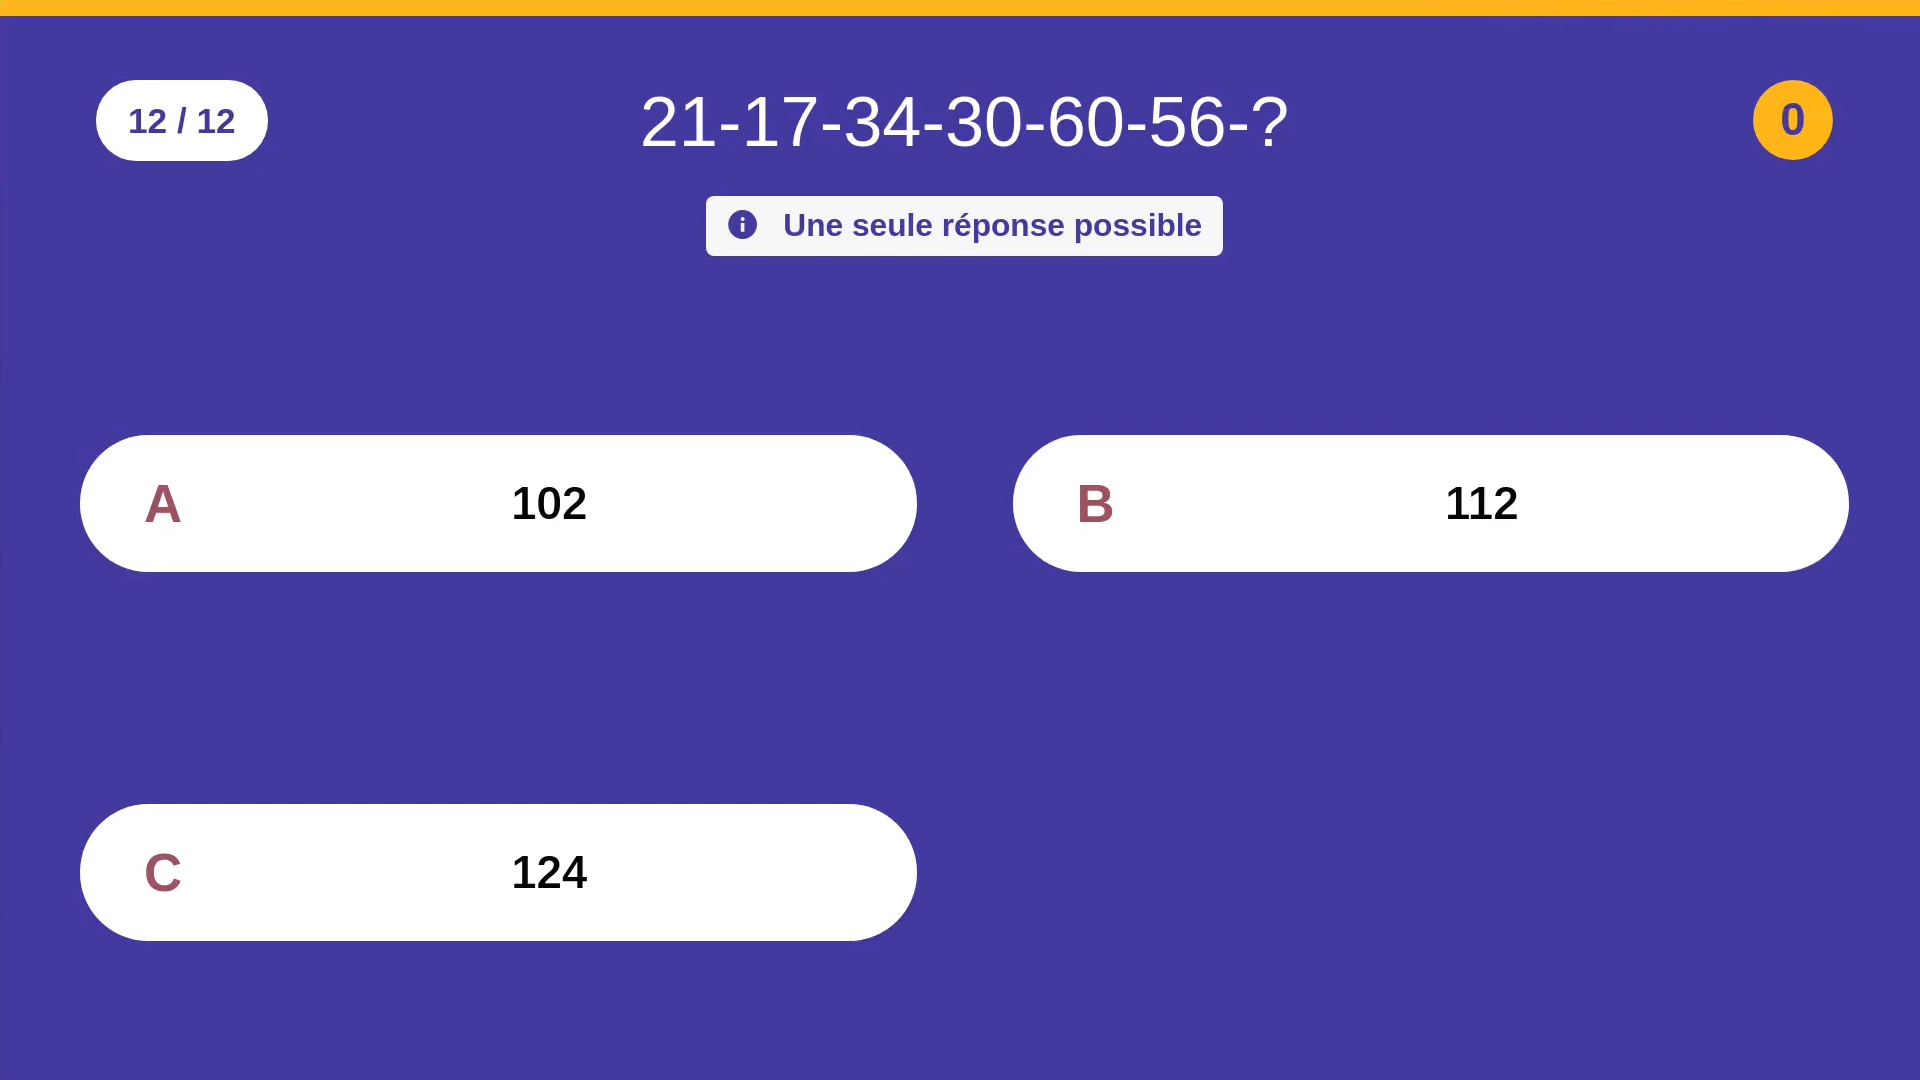 12 / 12
21-17-34-30-60-56-?
0
Une seule réponse possible
A
102
B
112
C
124